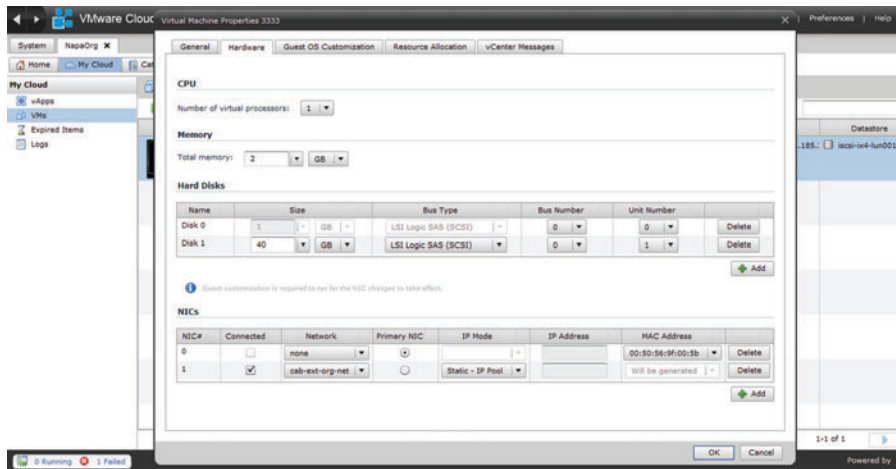 VMware Clouc
Virtual Machine Properties 3333
Preferences | Help
System
NapaOrg
Home
My Cloud
Cat
General
Hardware
Guest OS Customization
Resource Allocation
vCenter Messages
My Cloud
vApps
VMs
Expired Items
Logs
CPU
Number of virtual processors: 1
Memory
Total memory: 2 GB
Hard Disks
Name Size Bus Type Bus Number Unit Number
Disk 0 1 GB LSI Logic SAS (SCSI) 0 0 Delete
Disk 1 40 GB LSI Logic SAS (SCSI) 0 1 Delete
Add
Guest customization is required to run for the NIC changes to take effect.
NICs
NIC# Connected Network Primary NIC IP Mode IP Address MAC Address
0 none 00:50:56:9f:00:5b Delete
1 cab-ext-org-net Static - IP Pool Will be generated Delete
Add
OK Cancel
Datastore
.185.: iscsi-ix4-lun001
1-1 of 1
0 Running 1 Failed
Powered by